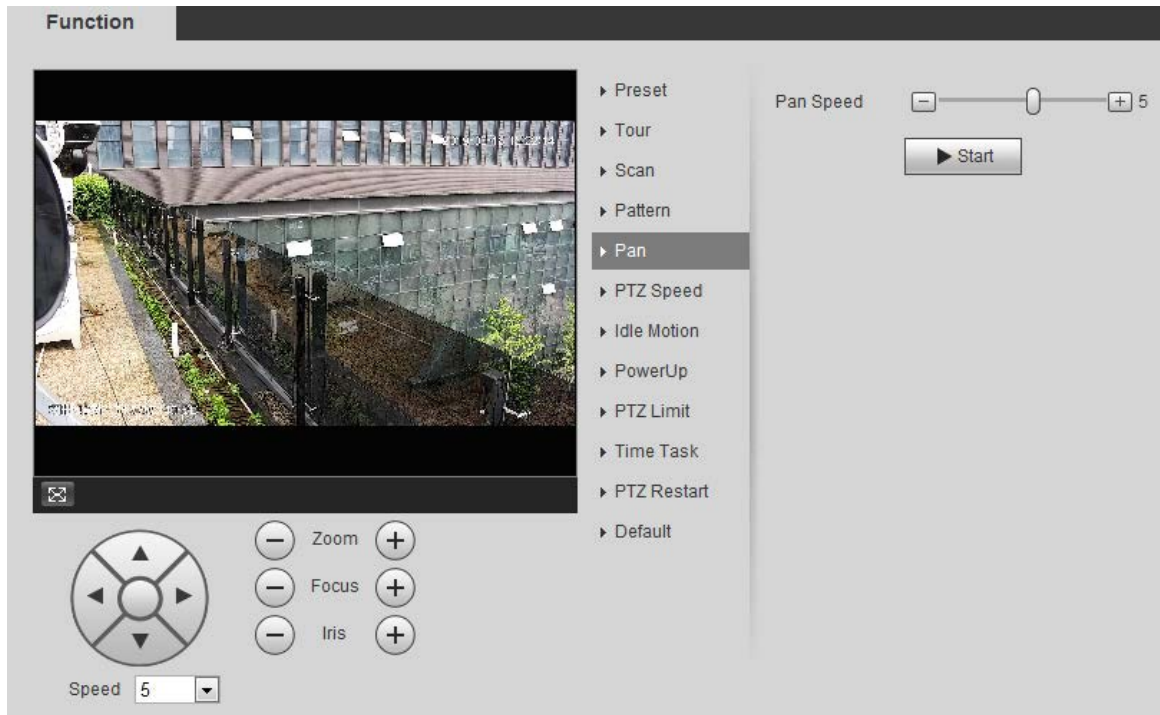 Function
Preset
Tour
Scan
Pattern
Pan
PTZ Speed
Idle Motion
PowerUp
PTZ Limit
Time Task
PTZ Restart
Default
Pan Speed
5
Start
Zoom
Focus
Iris
Speed
5